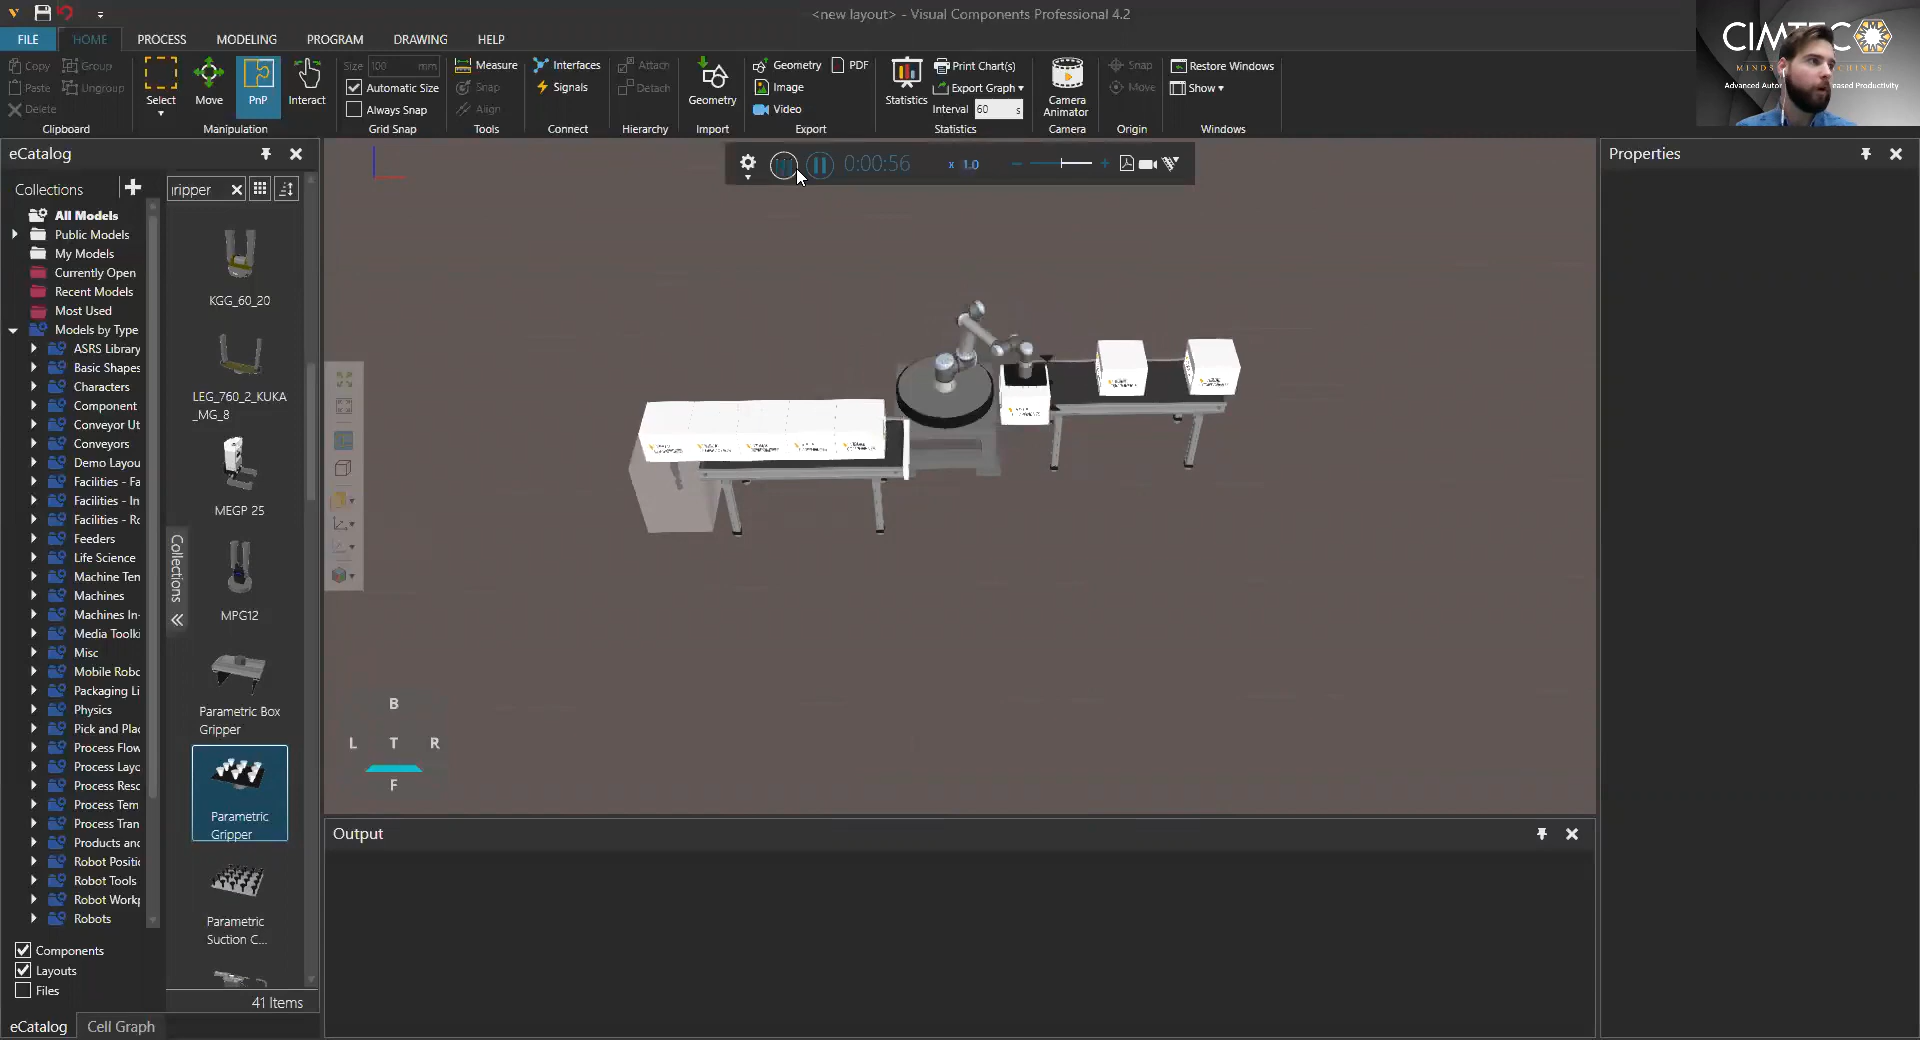 <new layout> - Visual Components Professional 4.2
FILE HOME PROCESS MODELING PROGRAM DRAWING HELP
Copy Group
Paste Ungroup
Delete
Clipboard
Select Move PnP Interact
Manipulation
Size 100 mm
Automatic Size
Always Snap
Grid Snap
Measure
Snap
Align
Tools
Interfaces
Signals
Connect
Attach
Detach
Hierarchy
Geometry
Import
Geometry PDF
Image
Video
Export
Statistics
Print Chart(s)
Export Graph
Interval 60 s
Statistics
Camera
Animator
Camera
Snap
Move
Origin
Restore Windows
Show
Windows
CIMTEC
eCatalog
Collections
ripper
All Models
Public Models
My Models
Currently Open
Recent Models
Most Used
Models by Type
ASRS Library
Basic Shapes
Characters
Component
Conveyor Ut
Conveyors
Demo Layou
Facilities - Fa
Facilities - In
Facilities - Ro
Feeders
Life Science
Machine Ten
Machines
Machines In-
Media Toolki
Misc
Mobile Robo
Packaging Li
Physics
Pick and Plac
Process Flow
Process Layo
Process Reso
Process Tem
Process Tran
Products and
Robot Positic
Robot Tools
Robot Workp
Robots
Components
Layouts
Files
Collections
KGG_60_20
LEG_760_2_KUKA
_MG_8
MEGP 25
MPG12
Parametric Box
Gripper
Parametric
Gripper
Parametric
Suction C...
41 Items
eCatalog Cell Graph
0:00:56 x 1.0
B
L T R
F
Output
Properties